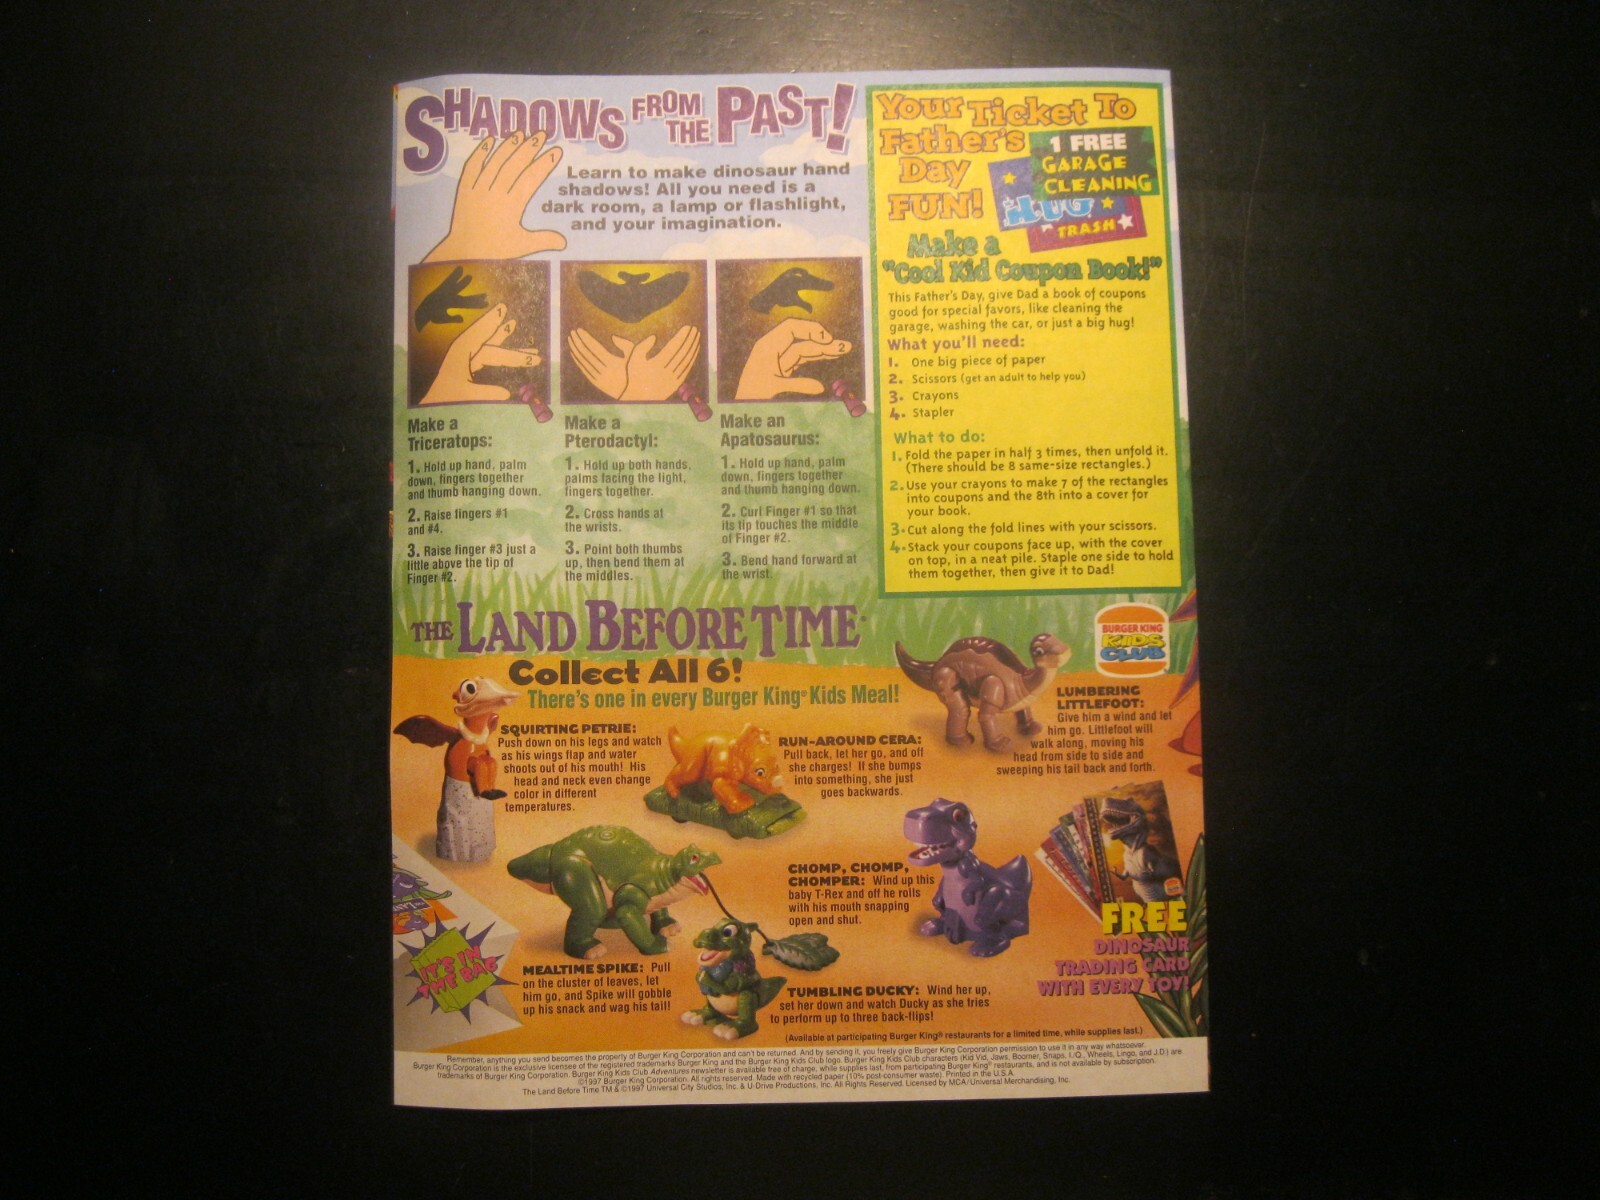 SHADOWS FROM THE PAST!
4 3 2 1
Learn to make dinosaur hand
shadows! All you need is a
dark room, a lamp or flashlight,
and your imagination.
1
4
3
2
1
2
Make a
Triceratops:
1. Hold up hand, palm
down, fingers together
and thumb hanging down.
2. Raise fingers #1
and #4.
3. Raise finger #3 just a
little above the tip of
Finger #2.
Make a
Pterodactyl:
1. Hold up both hands,
palms facing the light,
fingers together.
2. Cross hands at
the wrists.
3. Point both thumbs
up, then bend them at
the middles.
Make an
Apatosaurus:
1. Hold up hand, palm
down, fingers together
and thumb hanging down.
2. Curl Finger #1 so that
its tip touches the middle
of Finger #2.
3. Bend hand forward at
the wrist.
Your Ticket To
Father's
Day
FUN!
1 FREE
GARAGE
CLEANING
HUG
TRASH
Make a
"Cool Kid Coupon Book!"
This Father's Day, give Dad a book of coupons
good for special favors, like cleaning the
garage, washing the car, or just a big hug!
What you'll need:
1. One big piece of paper
2. Scissors (get an adult to help you)
3. Crayons
4. Stapler
What to do:
1. Fold the paper in half 3 times, then unfold it.
(There should be 8 same-size rectangles.)
2. Use your crayons to make 7 of the rectangles
into coupons and the 8th into a cover for
your book.
3. Cut along the fold lines with your scissors.
4. Stack your coupons face up, with the cover
on top, in a neat pile. Staple one side to hold
them together, then give it to Dad!
THE LAND BEFORE TIME
Collect All 6!
There's one in every Burger King® Kids Meal!
BURGER KING
KIDS
CLUB
SQUIRTING PETRIE:
Push down on his legs and watch
as his wings flap and water
shoots out of his mouth! His
head and neck even change
color in different
temperatures.
RUN-AROUND CERA:
Pull back, let her go, and off
she charges! If she bumps
into something, she just
goes backwards.
LUMBERING
LITTLEFOOT:
Give him a wind and let
him go. Littlefoot will
walk along, moving his
head from side to side and
sweeping his tail back and forth.
CHOMP, CHOMP,
CHOMPER: Wind up this
baby T-Rex and off he rolls
with his mouth snapping
open and shut.
MEALTIME SPIKE: Pull
on the cluster of leaves, let
him go, and Spike will gobble
up his snack and wag his tail!
TUMBLING DUCKY: Wind her up,
set her down and watch Ducky as she tries
to perform up to three back-flips!
IT'S IN
THE BAG
FREE
DINOSAUR
TRADING CARD
WITH EVERY TOY!
(Available at participating Burger King® restaurants for a limited time, while supplies last.)
Remember, anything you send becomes the property of Burger King Corporation and can't be returned. And by sending it, you freely give Burger King Corporation permission to use it in any way whatsoever.
Burger King Corporation is the exclusive licensee of the registered trademarks Burger King and the Burger King Kids Club logo. Burger King Kids Club characters (Kid Vid, Jaws, Boomer, Snaps, I.Q., Wheels, Lingo, and J.D.) are
trademarks of Burger King Corporation. Burger King Kids Club Adventures newsletter is available free of charge, while supplies last, from participating Burger King® restaurants, and is not available by subscription.
©1997 Burger King Corporation. All rights reserved. Made with recycled paper (10% post-consumer waste). Printed in the U.S.A.
The Land Before Time TM & ©1997 Universal City Studios, Inc. & U-Drive Productions, Inc. All Rights Reserved. Licensed by MCA/Universal Merchandising, Inc.